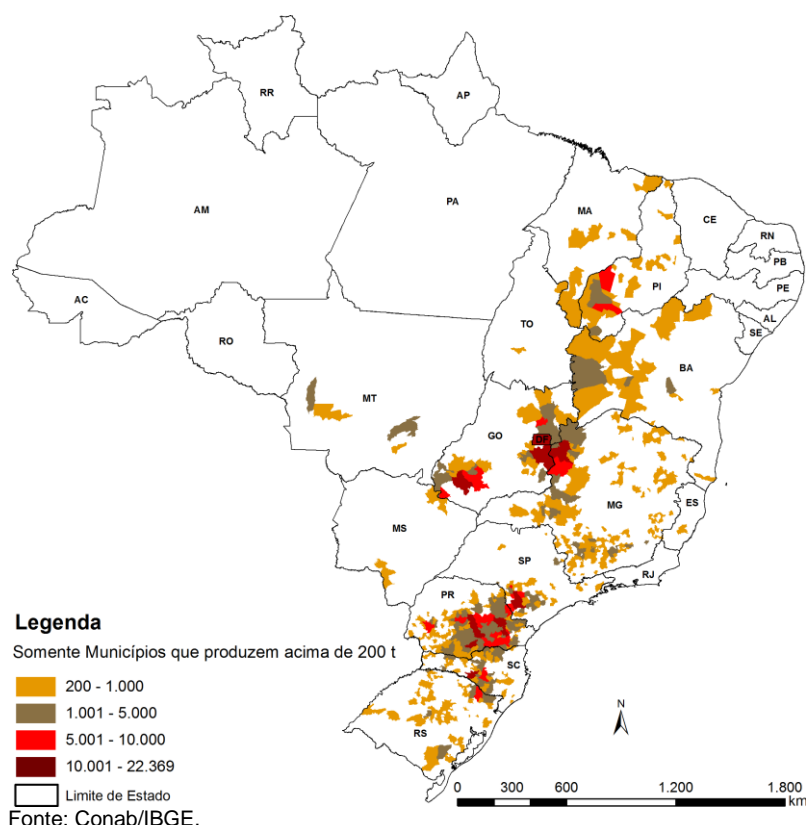 RR
AP
AM
PA
MA
CE
RN
PB
PE
AL
SE
PI
AC
TO
RO
BA
MT
GO
DF
MG
ES
MS
SP
RJ
PR
SC
RS
Legenda
Somente Municípios que produzem acima de 200 t
200 - 1.000
1.001 - 5.000
5.001 - 10.000
10.001 - 22.369
Limite de Estado
N
0 300 600 1.200 1.800
km
Fonte: Conab/IBGE.